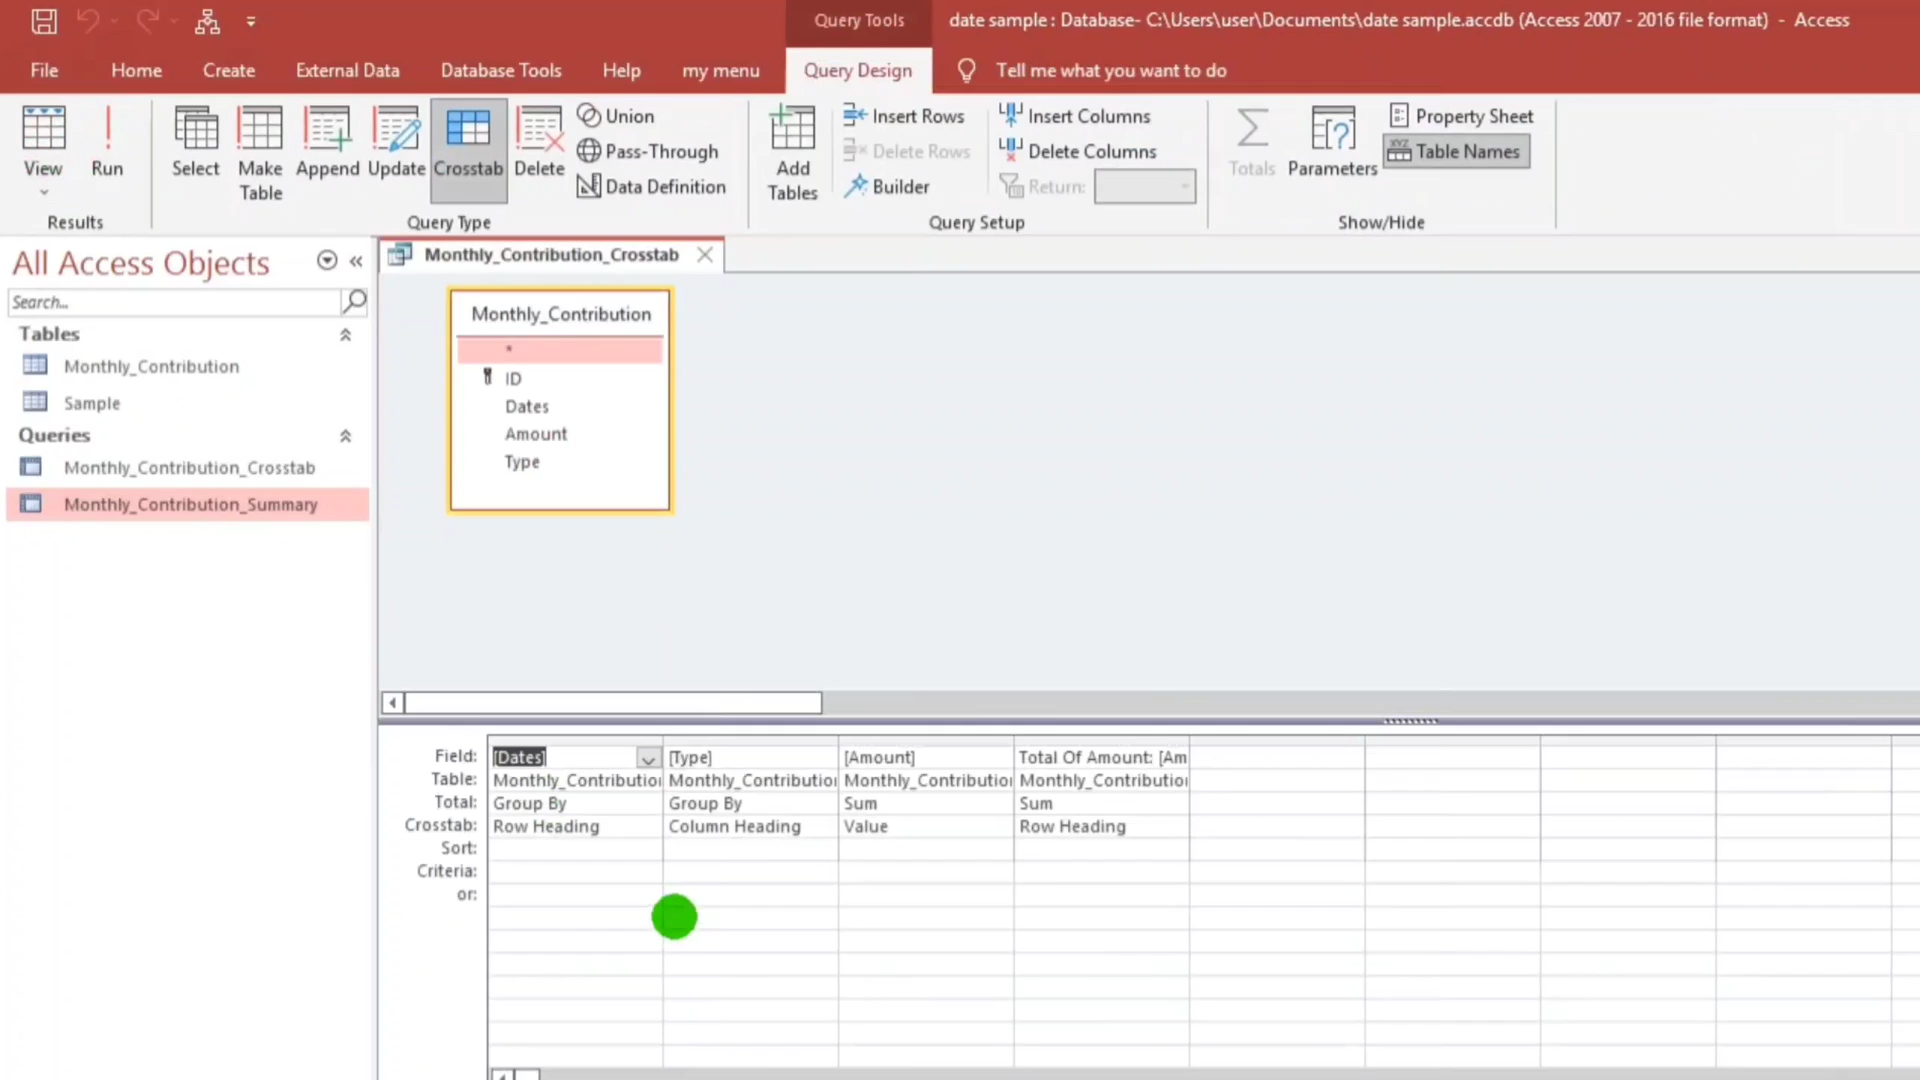 Query Tools
date sample : Database- C:\Users\user\Documents\date sample.accdb (Access 2007 - 2016 file format) - Access
File Home Create External Data Database Tools Help my menu Query Design Tell me what you want to do
View
Run
Select
Make
Table
Append
Update
Crosstab
Delete
Union
Pass-Through
Data Definition
Add
Tables
Insert Rows
Delete Rows
Builder
Insert Columns
Delete Columns
Return:
Totals
Parameters
Property Sheet
XYZ Table Names
Results
Query Type
Query Setup
Show/Hide
All Access Objects
Search...
Tables
Monthly_Contribution
Sample
Queries
Monthly_Contribution_Crosstab
Monthly_Contribution_Summary
Monthly_Contribution_Crosstab
Monthly_Contribution
*
ID
Dates
Amount
Type
Field: [Dates] [Type] [Amount] Total Of Amount: [Am
Table: Monthly_Contribution Monthly_Contribution Monthly_Contribution Monthly_Contribution
Total: Group By Group By Sum Sum
Crosstab: Row Heading Column Heading Value Row Heading
Sort:
Criteria:
or: